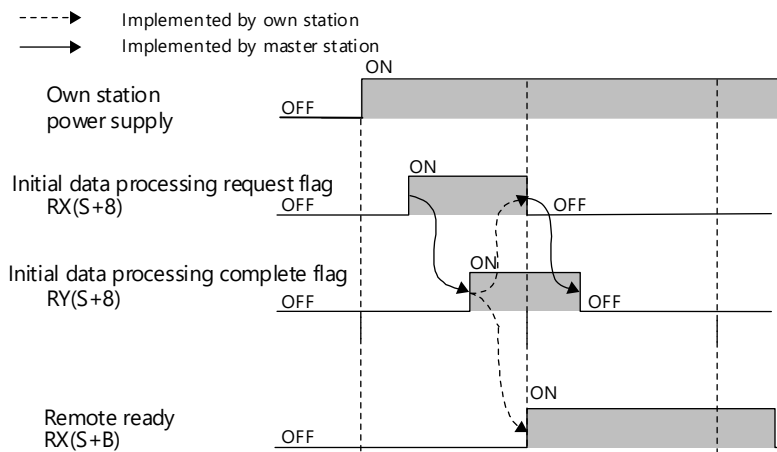 Implemented by own station
Implemented by master station
ON
Own station
OFF
power supply
ON
Initial data processing request flag
RX(S+8)
OFF
OFF
ON
Initial data processing complete flag
RY(S+8)
OFF
OFF
ON
Remote ready
RX(S+B)
OFF